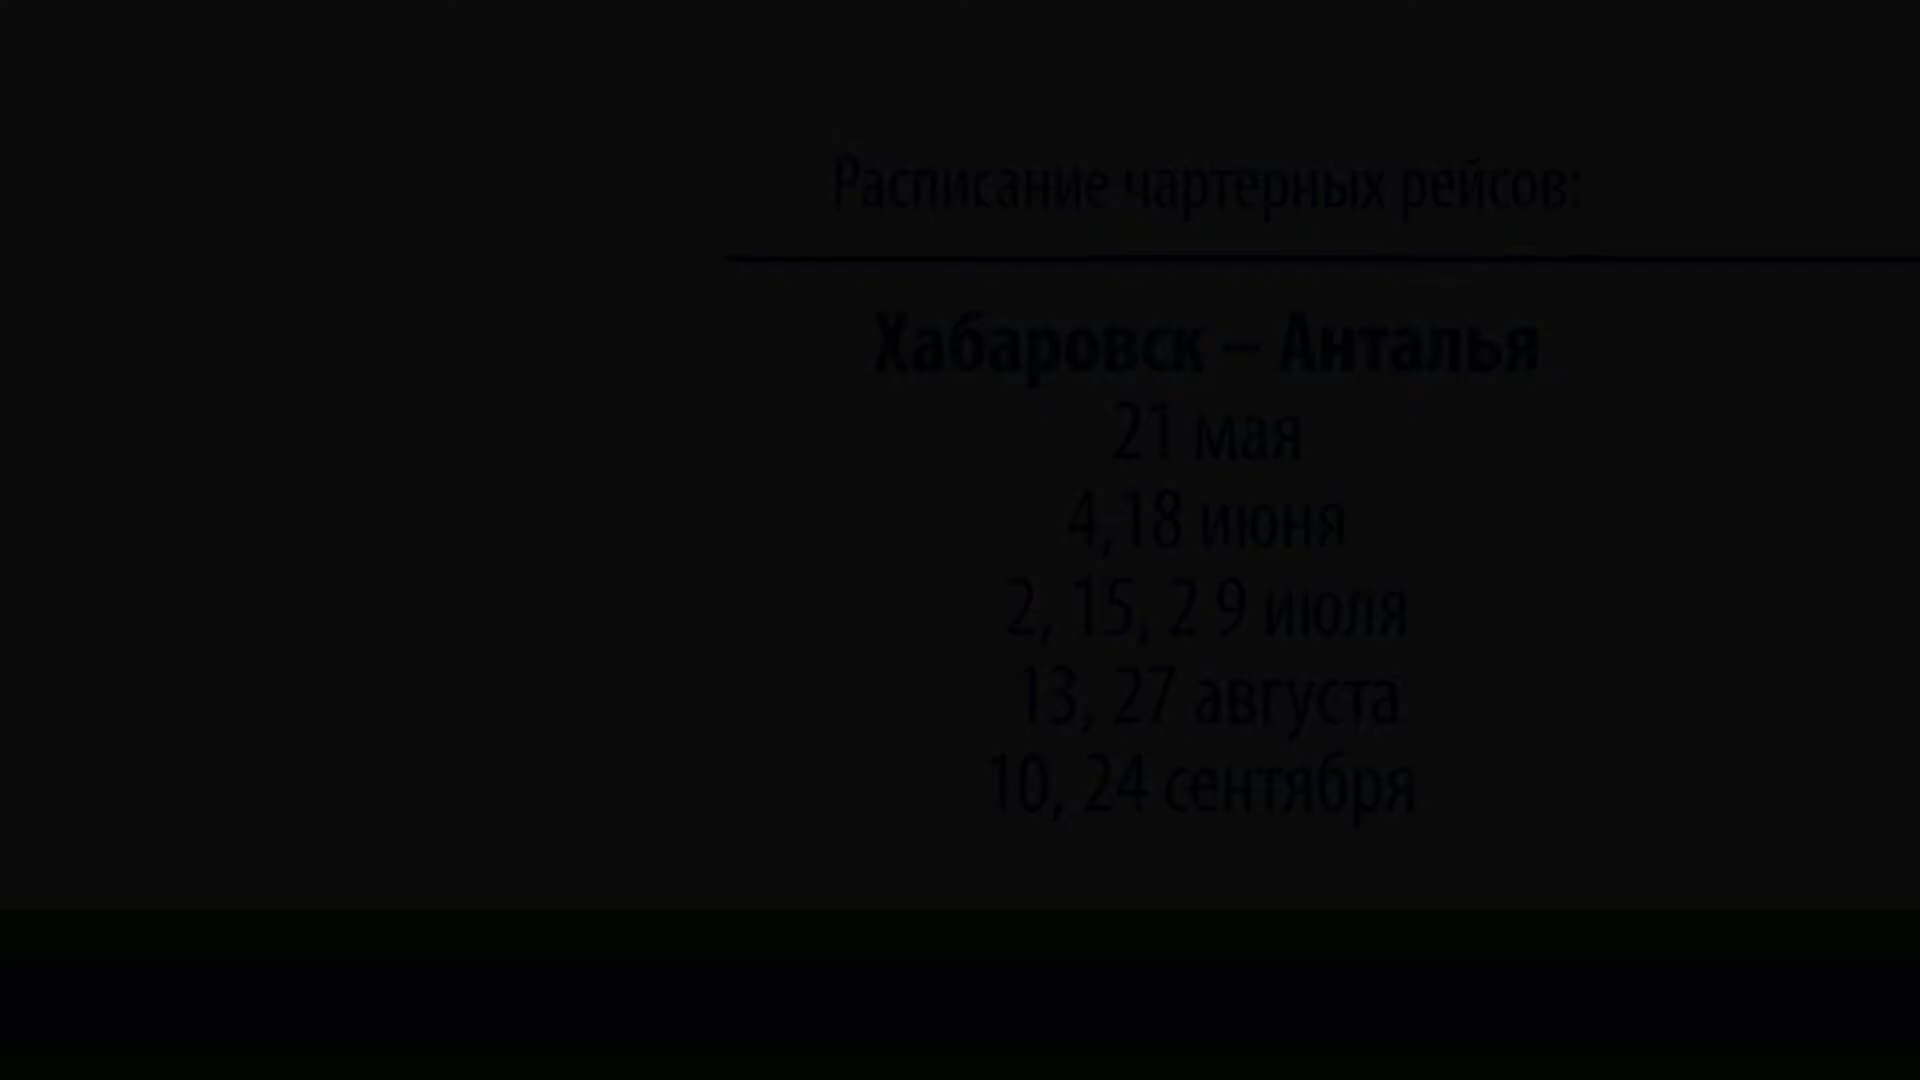 Расписание чартерных рейсов:
Хабаровск – Анталья
21 мая
4,18 июня
2, 15, 2 9 июля
13, 27 августа
10, 24 сентября